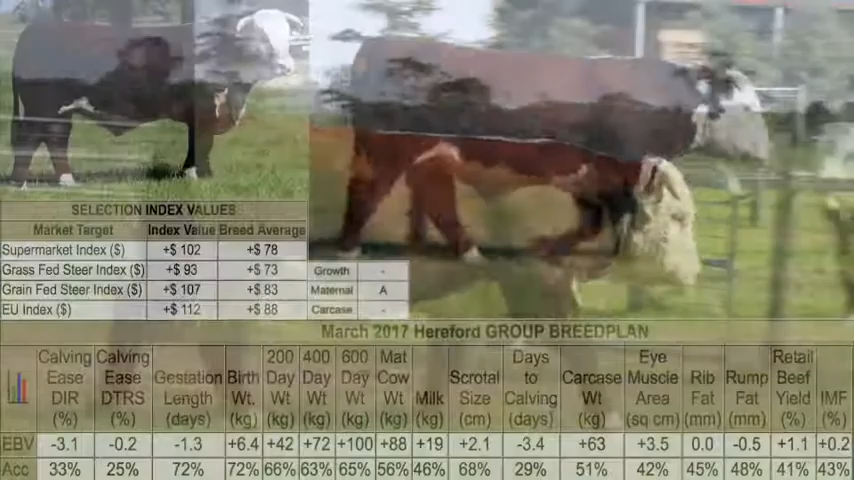 SELECTION INDEX VALUES
Market Target Index Value Breed Average
Supermarket Index ($) +$ 102 +$ 78
Grass Fed Steer Index ($) +$ 93 +$ 73
Grain Fed Steer Index ($) +$ 107 +$ 83
EU Index ($) +$ 112 +$ 88
Growth -
Maternal A
Carcase -
March 2017 Hereford GROUP BREEDPLAN
Calving Ease DIR (%) Calving Ease DTRS (%) Gestation Length (days) Birth Wt. (kg) 200 Day Wt (kg) 400 Day Wt (kg) 600 Day Wt (kg) Mat Cow Wt (kg) Milk (kg) Scrotal Size (cm) Days to Calving (days) Carcase Wt (kg) Eye Muscle Area (sq cm) Rib Fat (mm) Rump Fat (mm) Retail Beef Yield (%) IMF (%)
EBV -3.1 -0.2 -1.3 +6.4 +42 +72 +100 +88 +19 +2.1 -3.4 +63 +3.5 0.0 -0.5 +1.1 +0.2
Acc 33% 25% 72% 72% 66% 63% 65% 56% 46% 68% 29% 51% 42% 45% 48% 41% 43%